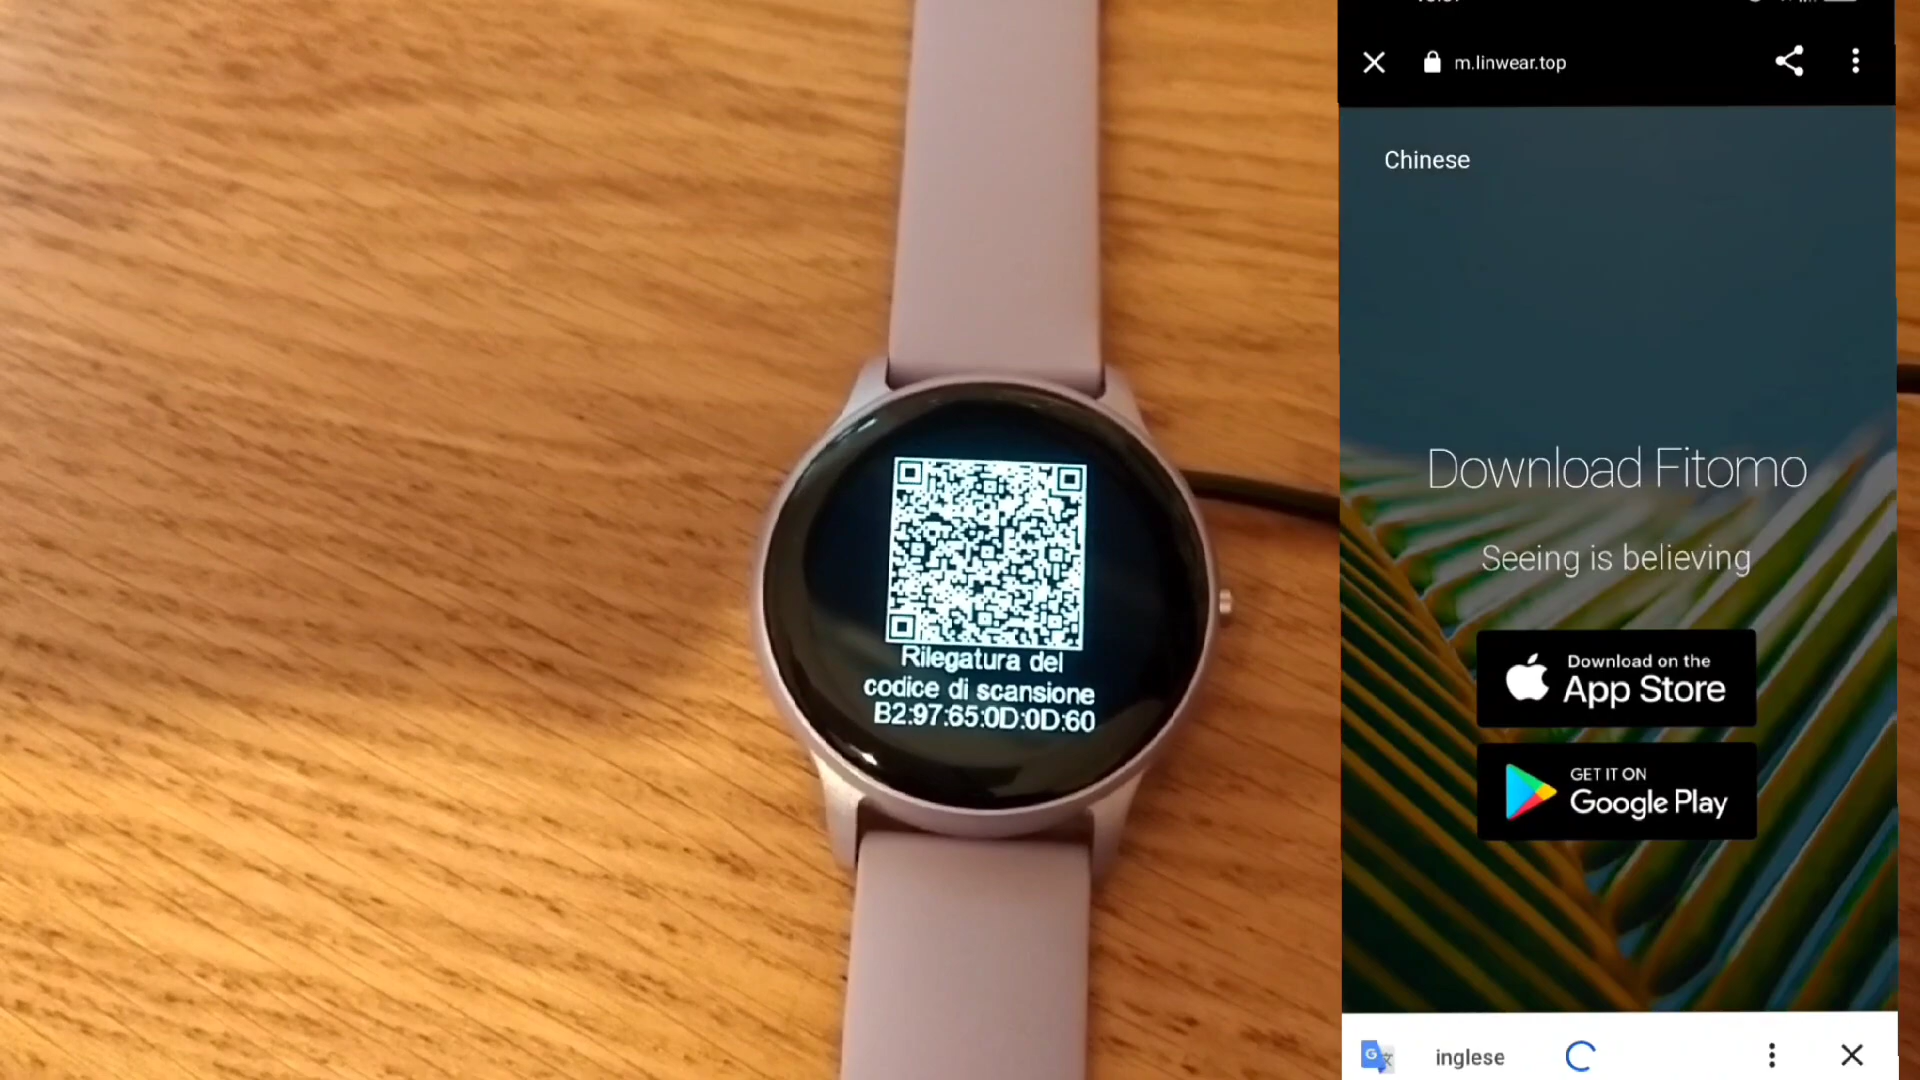 Rilegatura del
codice di scansione
B2:97:65:0D:0D:60
m.linwear.top
Chinese
Download Fitomo
Seeing is believing
Download on the
App Store
GET IT ON
Google Play
inglese